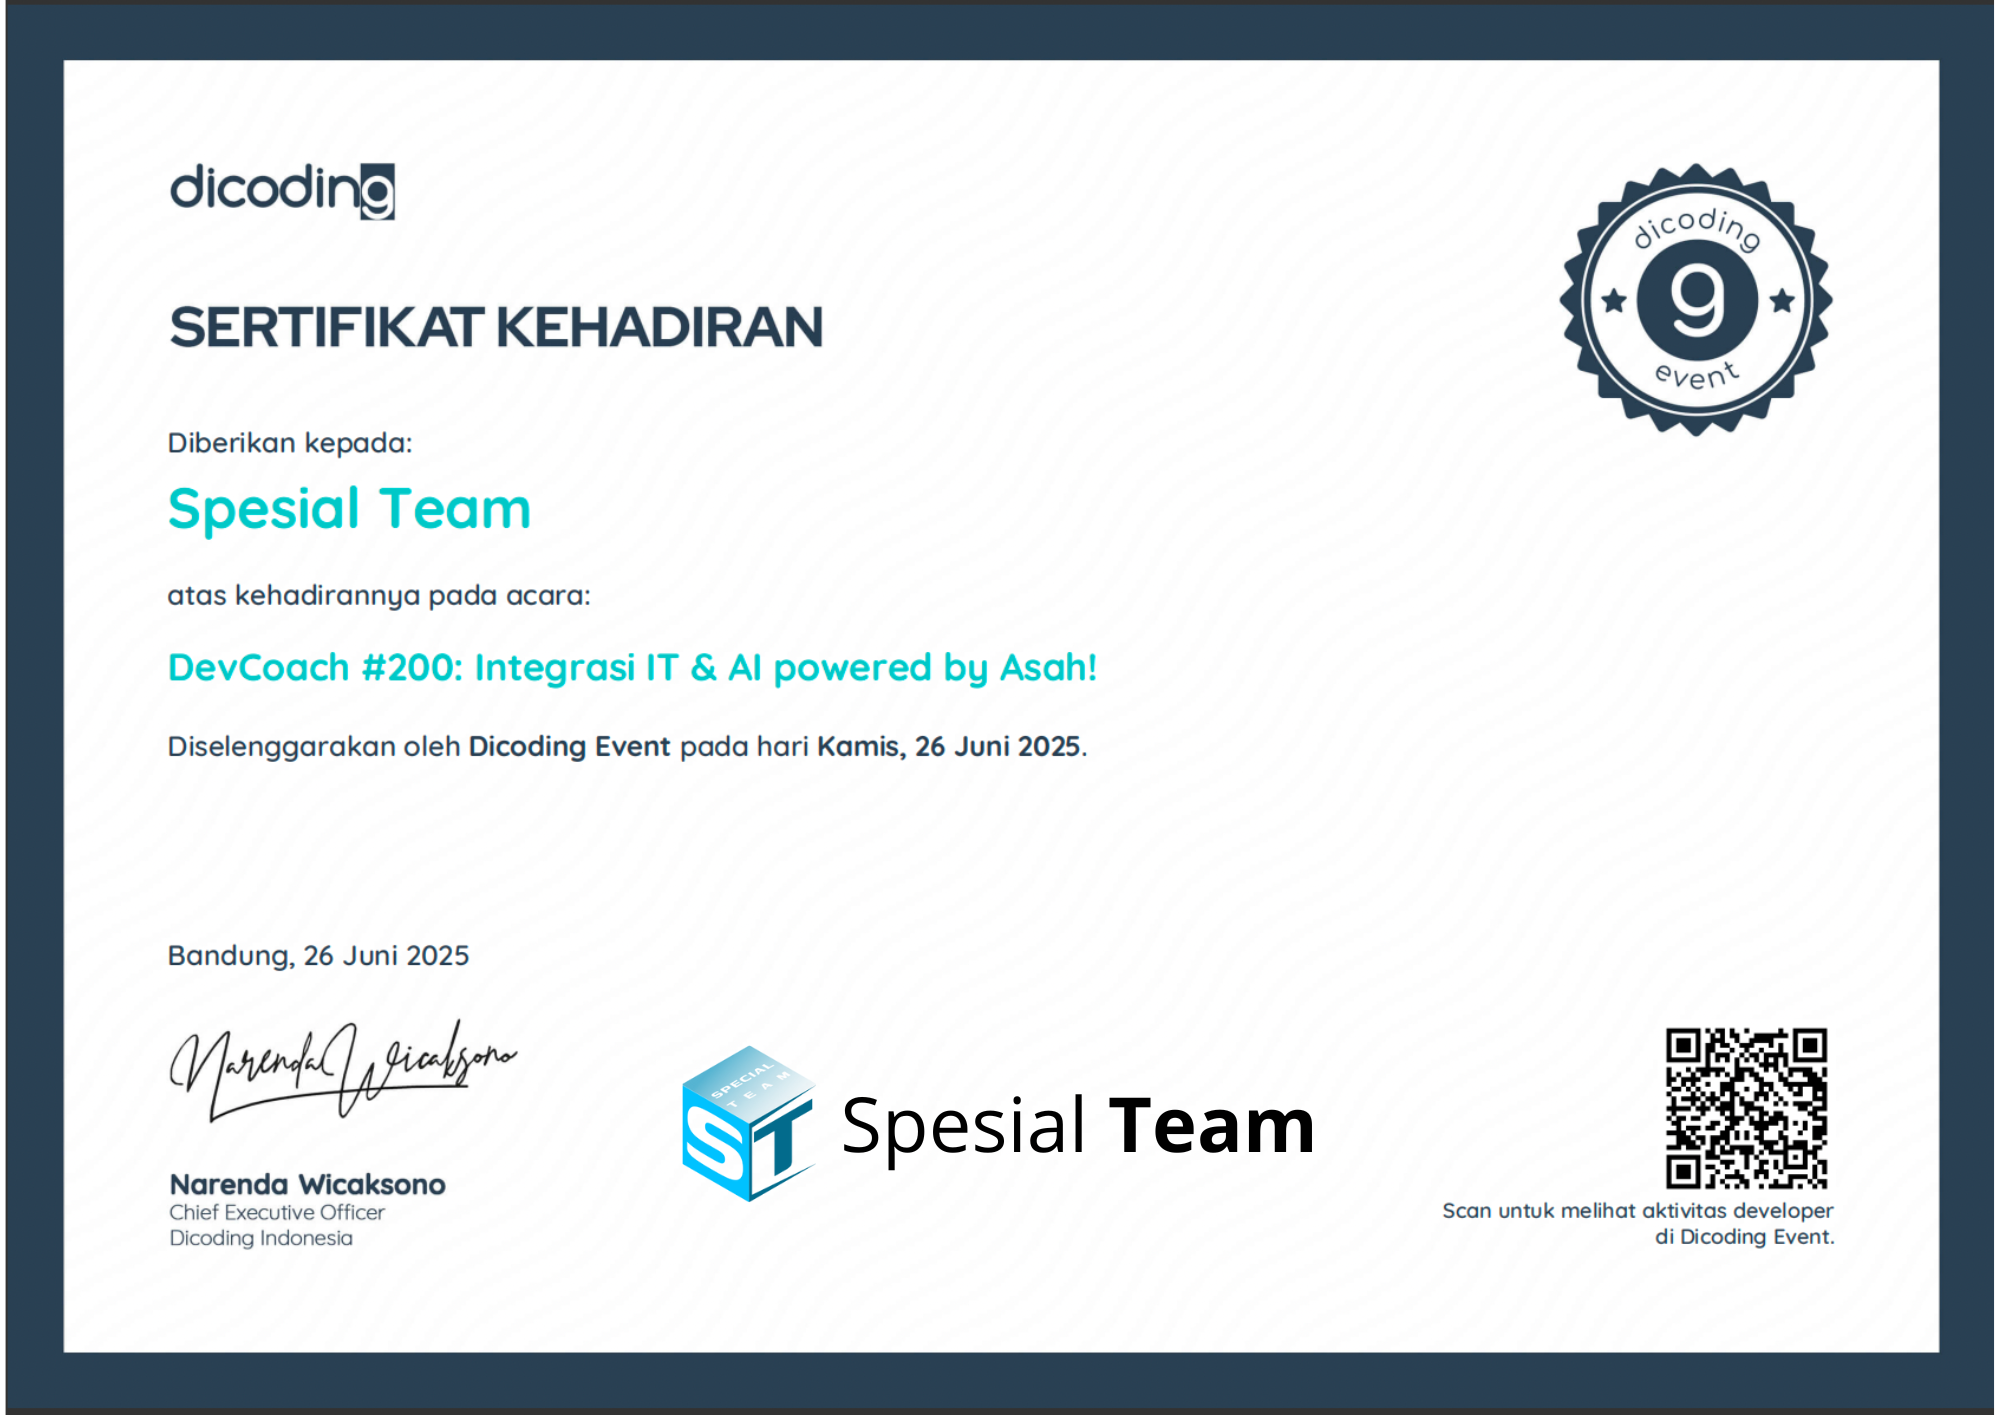 dicoding
dicoding
event
SERTIFIKAT KEHADIRAN
Diberikan kepada:
Spesial Team
atas kehadirannya pada acara:
DevCoach #200: Integrasi IT & AI powered by Asah!
Diselenggarakan oleh Dicoding Event pada hari Kamis, 26 Juni 2025.
Bandung, 26 Juni 2025
Narenda Wicaksono
Narenda Wicaksono
Chief Executive Officer
Dicoding Indonesia
SPECIAL
TEAM
ST
Spesial Team
Scan untuk melihat aktivitas developer
di Dicoding Event.